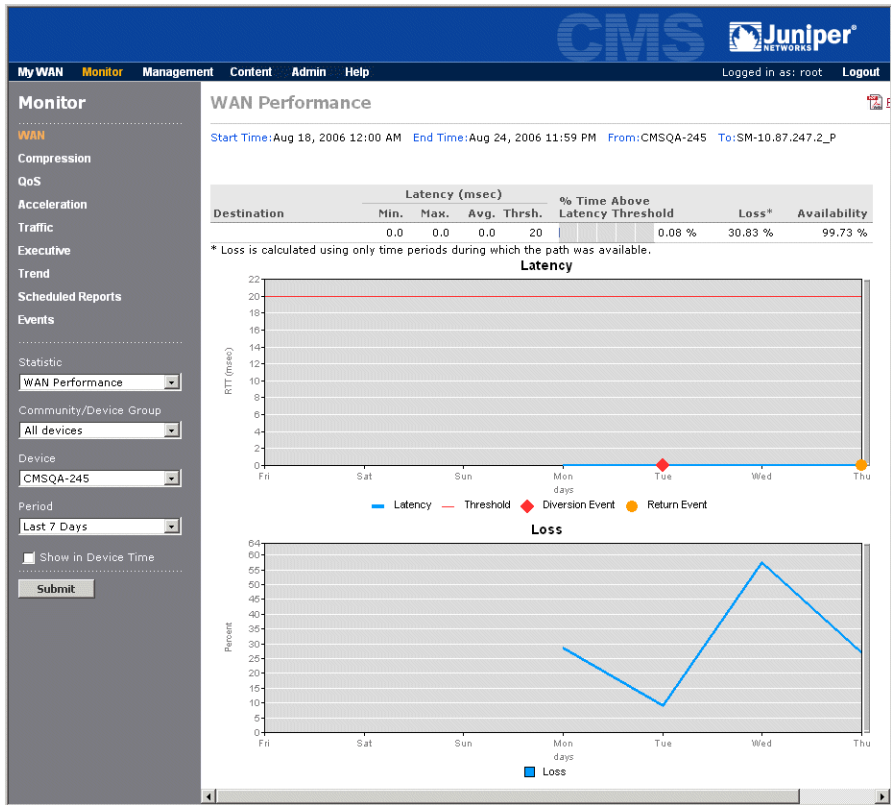 CMS
Juniper®
NETWORKS
My WAN Monitor Management Content Admin Help
Logged in as: root Logout
Monitor
WAN
Compression
QoS
Acceleration
Traffic
Executive
Trend
Scheduled Reports
Events
Statistic
WAN Performance
Community/Device Group
All devices
Device
CMSQA-245
Period
Last 7 Days
Show in Device Time
Submit
WAN Performance
Start Time:Aug 18, 2006 12:00 AM End Time:Aug 24, 2006 11:59 PM From:CMSQA-245 To:SM-10.87.247.2_P
Latency (msec)
% Time Above
Destination Min. Max. Avg. Thrsh. Latency Threshold Loss* Availability
0.0 0.0 0.0 20 0.08 % 30.83 % 99.73 %
* Loss is calculated using only time periods during which the path was available.
Latency
22
20
18
16
14
12
10
8
6
4
2
0
RTT (msec)
Fri Sat Sun Mon Tue Wed Thu
days
Latency Threshold Diversion Event Return Event
Loss
64
60
55
50
45
40
35
30
25
20
15
10
5
0
Percent
Fri Sat Sun Mon Tue Wed Thu
days
Loss